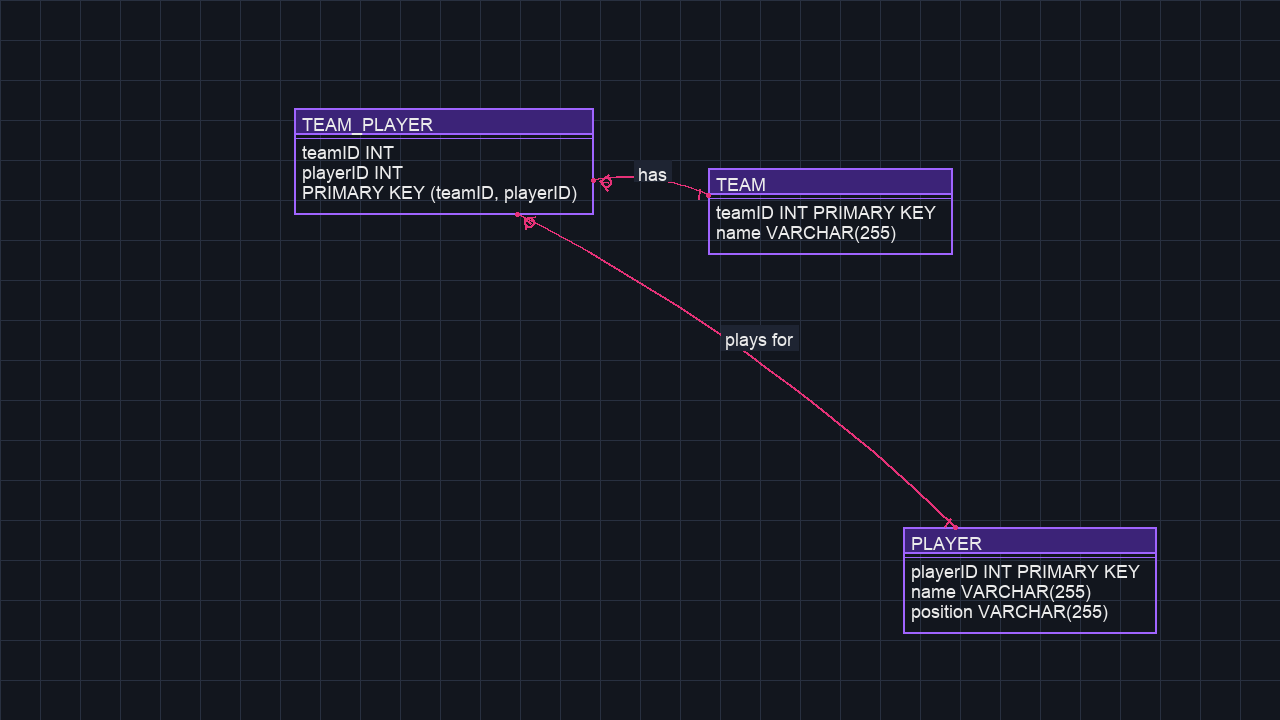 TEAM_PLAYER
teamID INT
playerID INT
PRIMARY KEY (teamID, playerID)
has
TEAM
teamID INT PRIMARY KEY
name VARCHAR(255)
plays for
PLAYER
playerID INT PRIMARY KEY
name VARCHAR(255)
position VARCHAR(255)